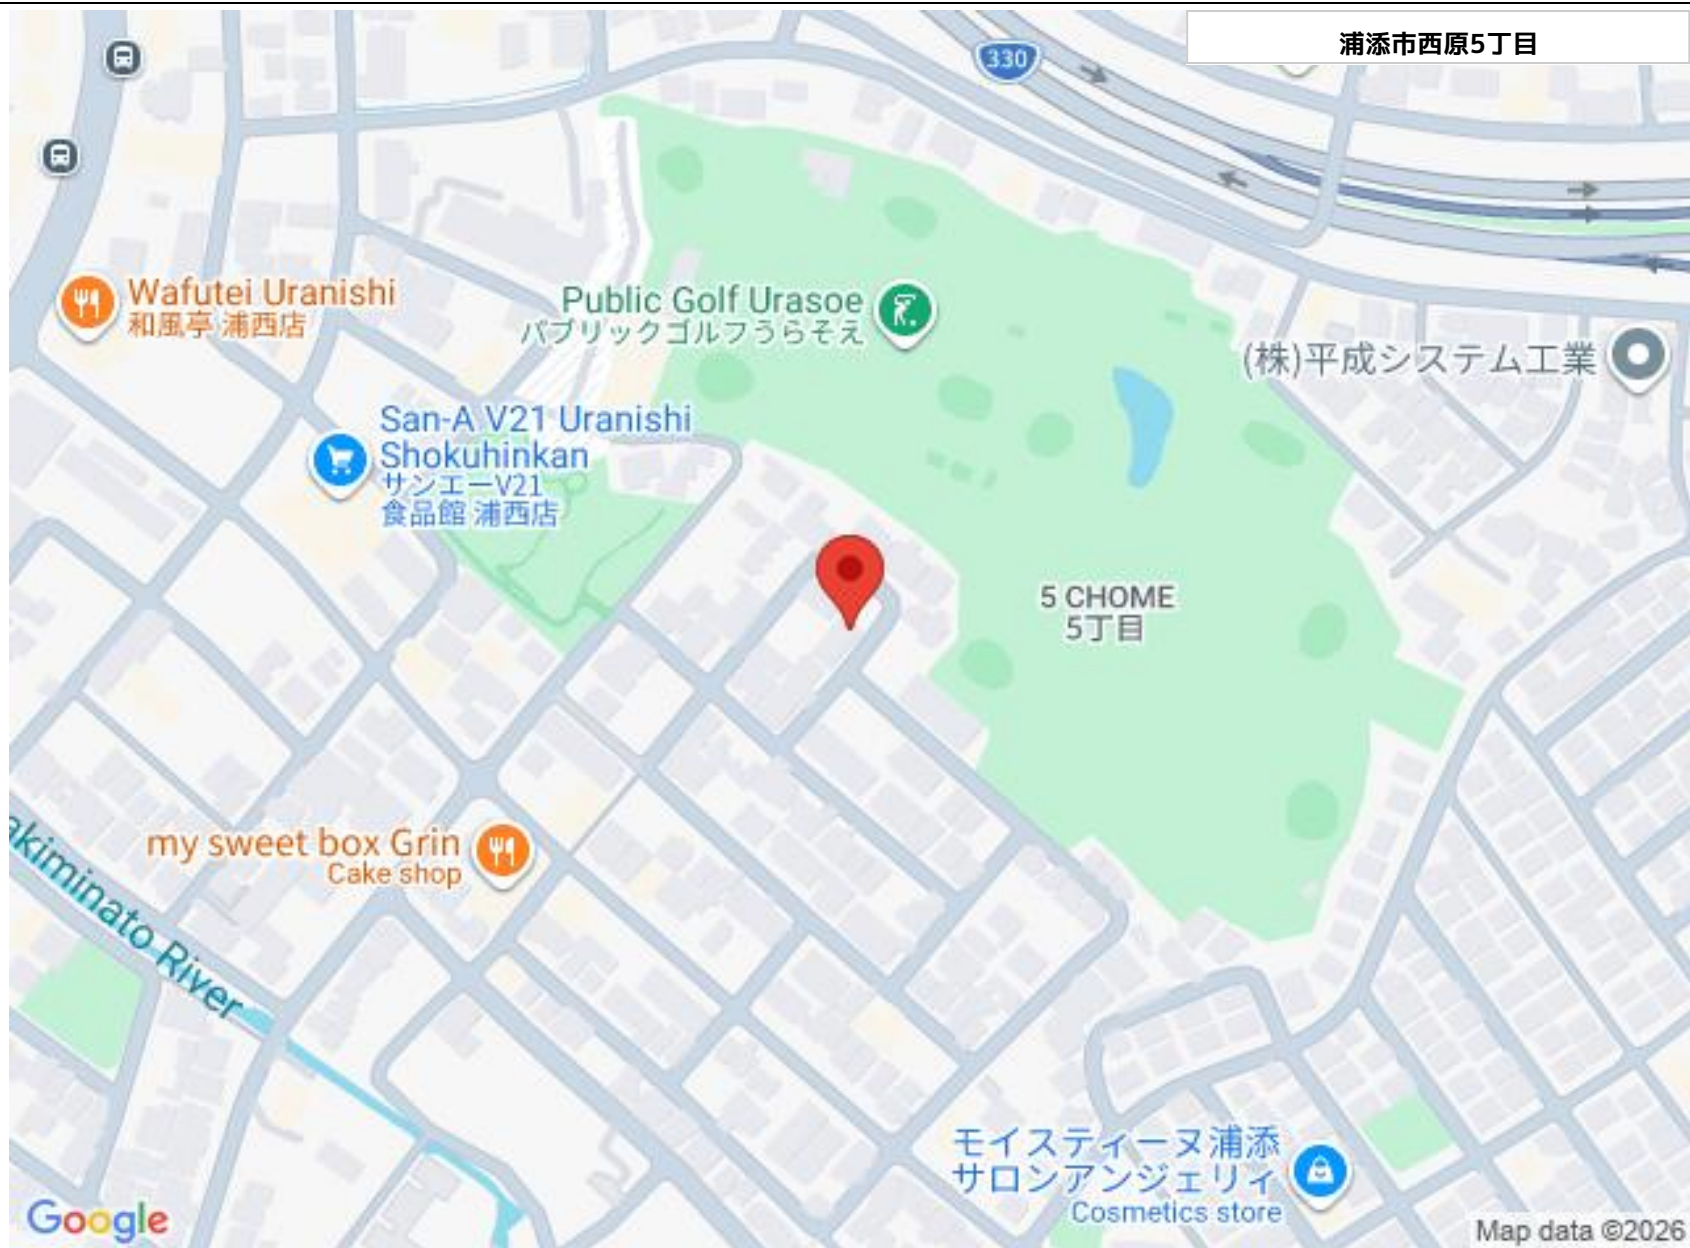 浦添市西原5丁目
330
Wafutei Uranishi
和風亭 浦西店
Public Golf Urasoe
パブリックゴルフうらそえ
(株)平成システム工業
San-A V21 Uranishi
Shokuhinkan
サンエーV21
食品館 浦西店
5 CHOME
5丁目
my sweet box Grin
Cake shop
akiminato River
モイスティーヌ浦添
サロンアンジェリィ
Cosmetics store
Google
Map data ©2026